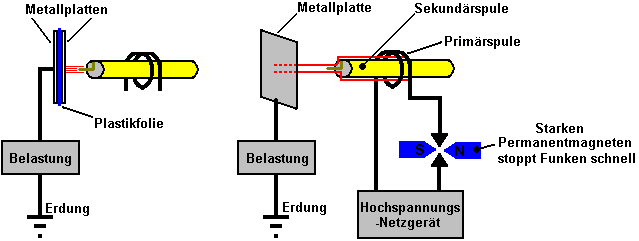 Metallplatten
Plastikfolie
Belastung
Erdung
Metallplatte
Sekundärspule
Primärspule
S N
Starken
Permanentmagneten
stoppt Funken schnell
Belastung
Erdung
Hochspannungs
-Netzgerät